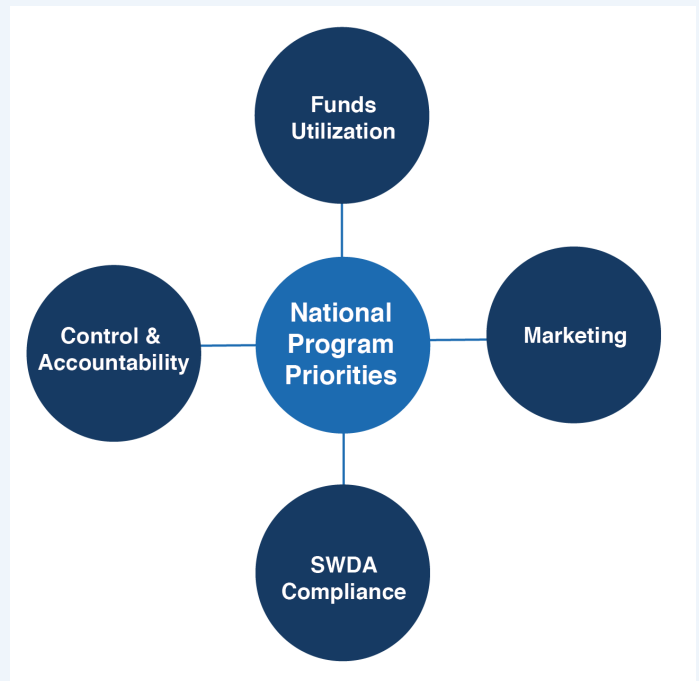 Funds
Utilization
National
Program
Priorities
Control &
Accountability
Marketing
SWDA
Compliance